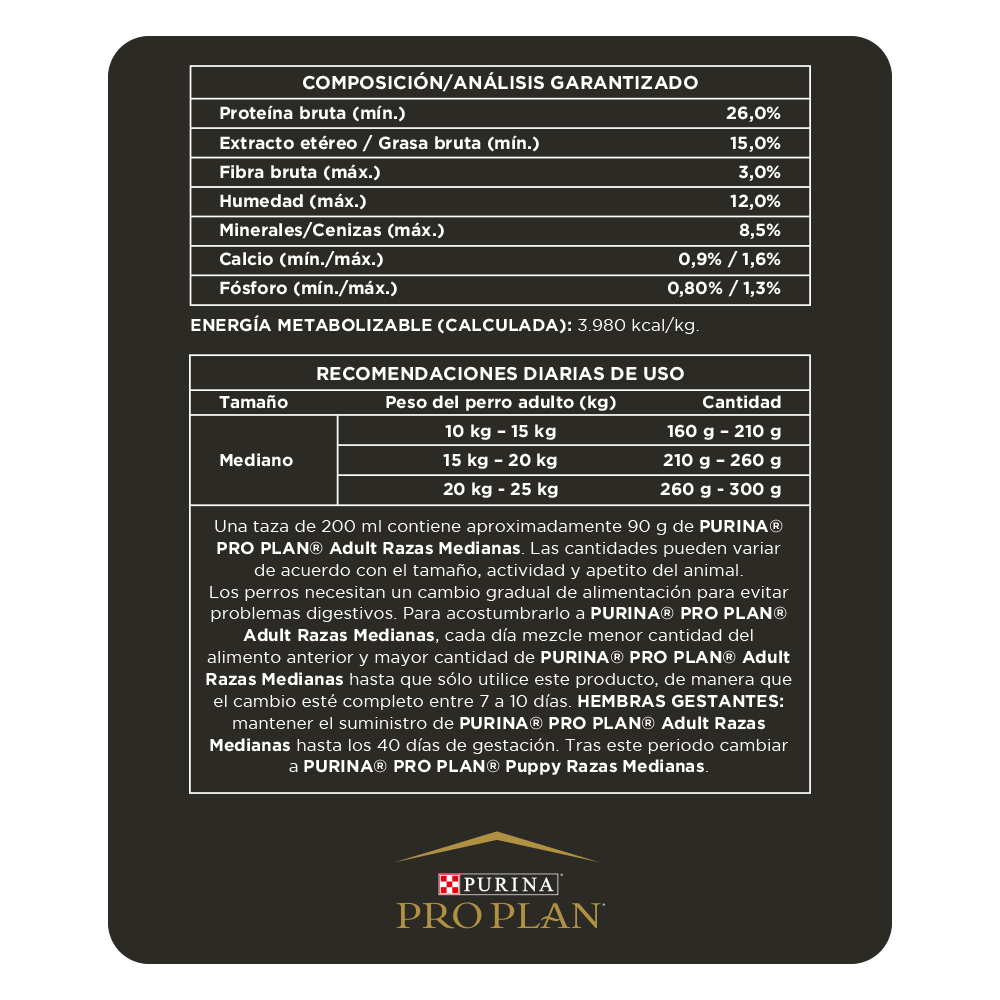 COMPOSICIÓN/ANÁLISIS GARANTIZADO
Proteína bruta (mín.) 26,0%
Extracto etéreo / Grasa bruta (mín.) 15,0%
Fibra bruta (máx.) 3,0%
Humedad (máx.) 12,0%
Minerales/Cenizas (máx.) 8,5%
Calcio (mín./máx.) 0,9% / 1,6%
Fósforo (mín./máx.) 0,80% / 1,3%
ENERGÍA METABOLIZABLE (CALCULADA): 3.980 kcal/kg.
RECOMENDACIONES DIARIAS DE USO
Tamaño Peso del perro adulto (kg) Cantidad
10 kg – 15 kg 160 g – 210 g
Mediano 15 kg – 20 kg 210 g – 260 g
20 kg - 25 kg 260 g - 300 g
Una taza de 200 ml contiene aproximadamente 90 g de PURINA®
PRO PLAN® Adult Razas Medianas. Las cantidades pueden variar
de acuerdo con el tamaño, actividad y apetito del animal.
Los perros necesitan un cambio gradual de alimentación para evitar
problemas digestivos. Para acostumbrarlo a PURINA® PRO PLAN®
Adult Razas Medianas, cada día mezcle menor cantidad del
alimento anterior y mayor cantidad de PURINA® PRO PLAN® Adult
Razas Medianas hasta que sólo utilice este producto, de manera que
el cambio esté completo entre 7 a 10 días. HEMBRAS GESTANTES:
mantener el suministro de PURINA® PRO PLAN® Adult Razas
Medianas hasta los 40 días de gestación. Tras este periodo cambiar
a PURINA® PRO PLAN® Puppy Razas Medianas.
PURINA
PRO PLAN